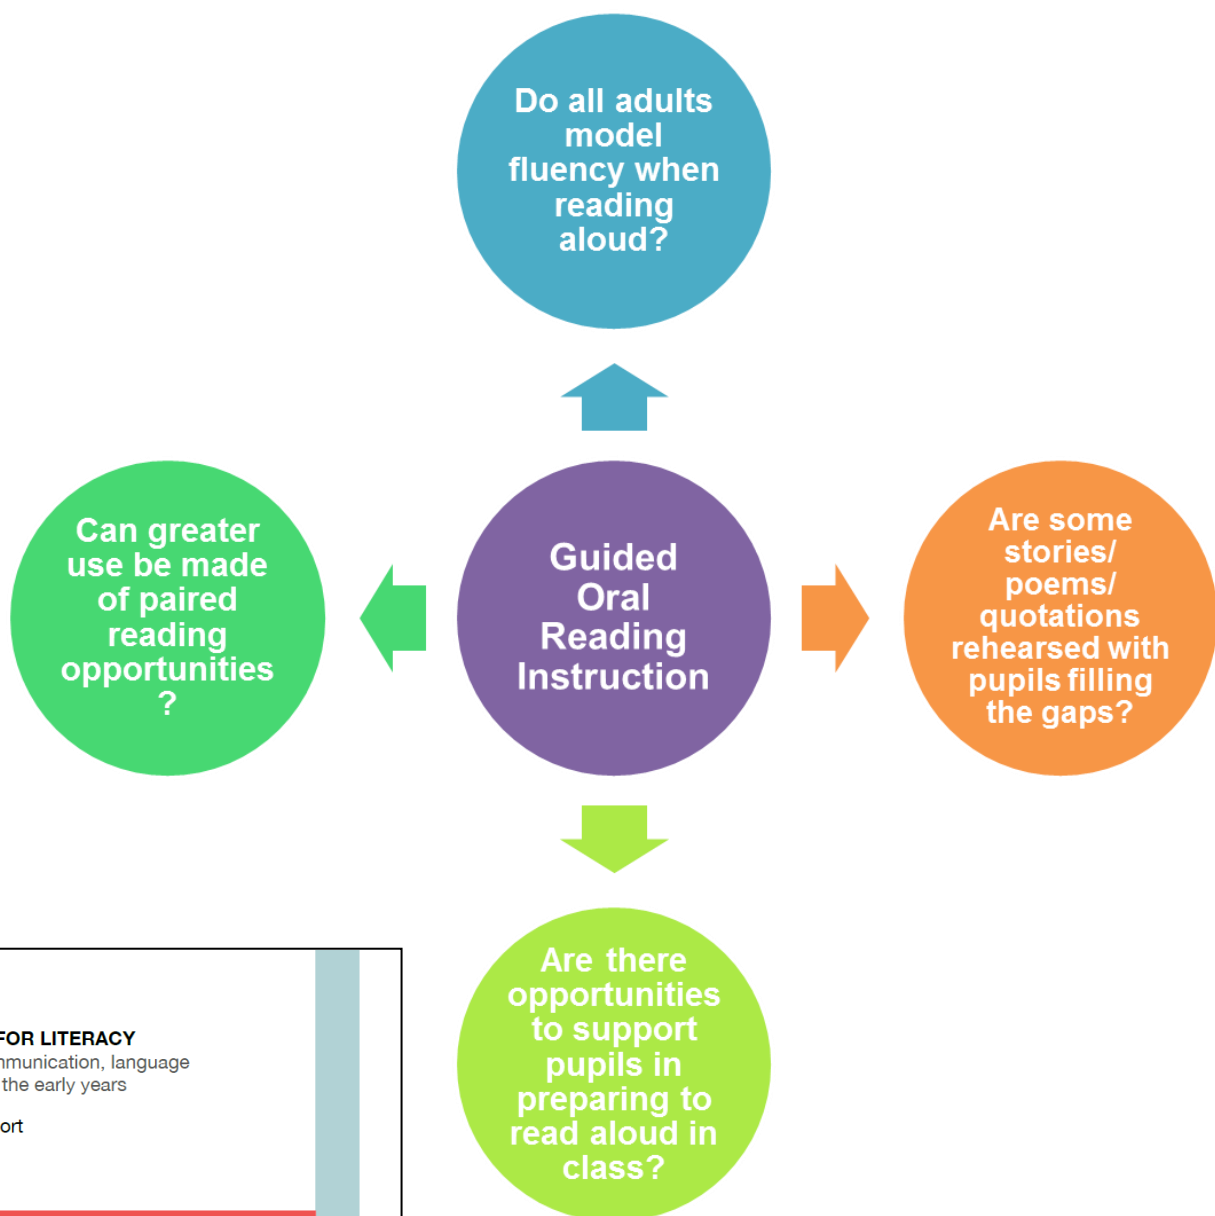 Do all adults
model
fluency when
reading
aloud?
Can greater
use be made
of paired
reading
opportunities
?
Guided
Oral
Reading
Instruction
Are some
stories/
poems/
quotations
rehearsed with
pupils filling
the gaps?
Are there
opportunities
to support
pupils in
preparing to
read aloud in
class?
FOR LITERACY
mmunication, language
the early years
ort